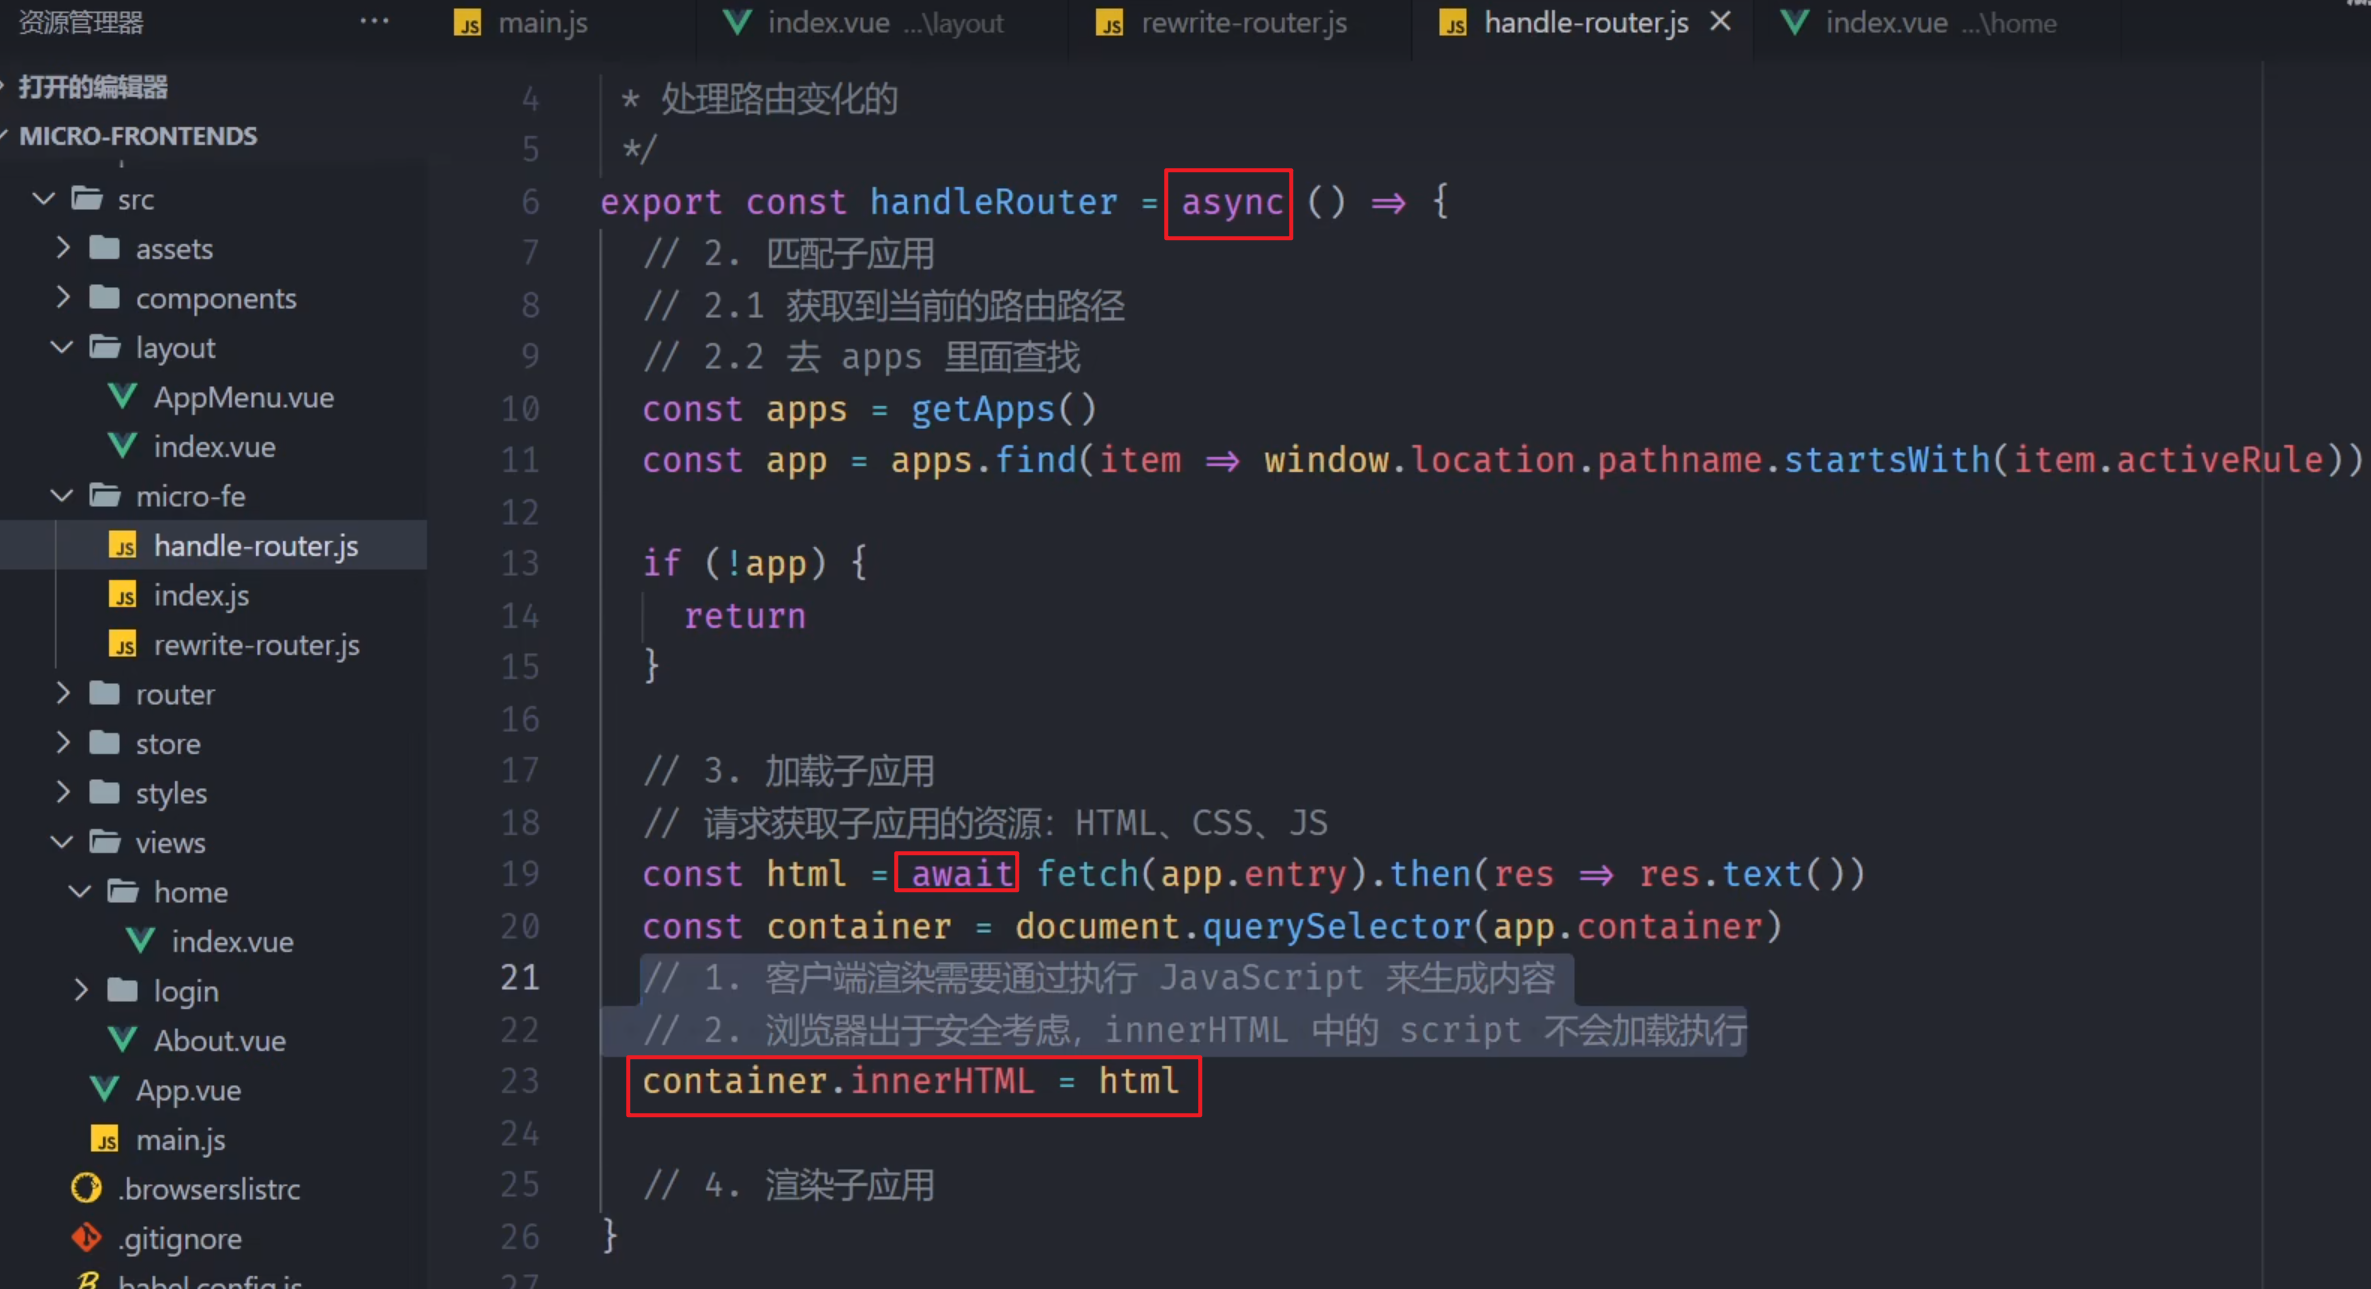 资源管理器 ···
main.js
index.vue ...\layout
rewrite-router.js
handle-router.js ×
index.vue ...\home
打开的编辑器
MICRO-FRONTENDS
src
assets
components
layout
AppMenu.vue
index.vue
micro-fe
handle-router.js
index.js
rewrite-router.js
router
store
styles
views
home
index.vue
login
About.vue
App.vue
main.js
.browserslistrc
.gitignore
babel.config.js
4 * 处理路由变化的
5 */
6 export const handleRouter = async () => {
7 // 2. 匹配子应用
8 // 2.1 获取到当前的路由路径
9 // 2.2 去 apps 里面查找
10 const apps = getApps()
11 const app = apps.find(item => window.location.pathname.startsWith(item.activeRule))
12
13 if (!app) {
14 return
15 }
16
17 // 3. 加载子应用
18 // 请求获取子应用的资源：HTML、CSS、JS
19 const html = await fetch(app.entry).then(res => res.text())
20 const container = document.querySelector(app.container)
21 // 1. 客户端渲染需要通过执行 JavaScript 来生成内容
22 // 2. 浏览器出于安全考虑，innerHTML 中的 script 不会加载执行
23 container.innerHTML = html
24
25 // 4. 渲染子应用
26 }
27